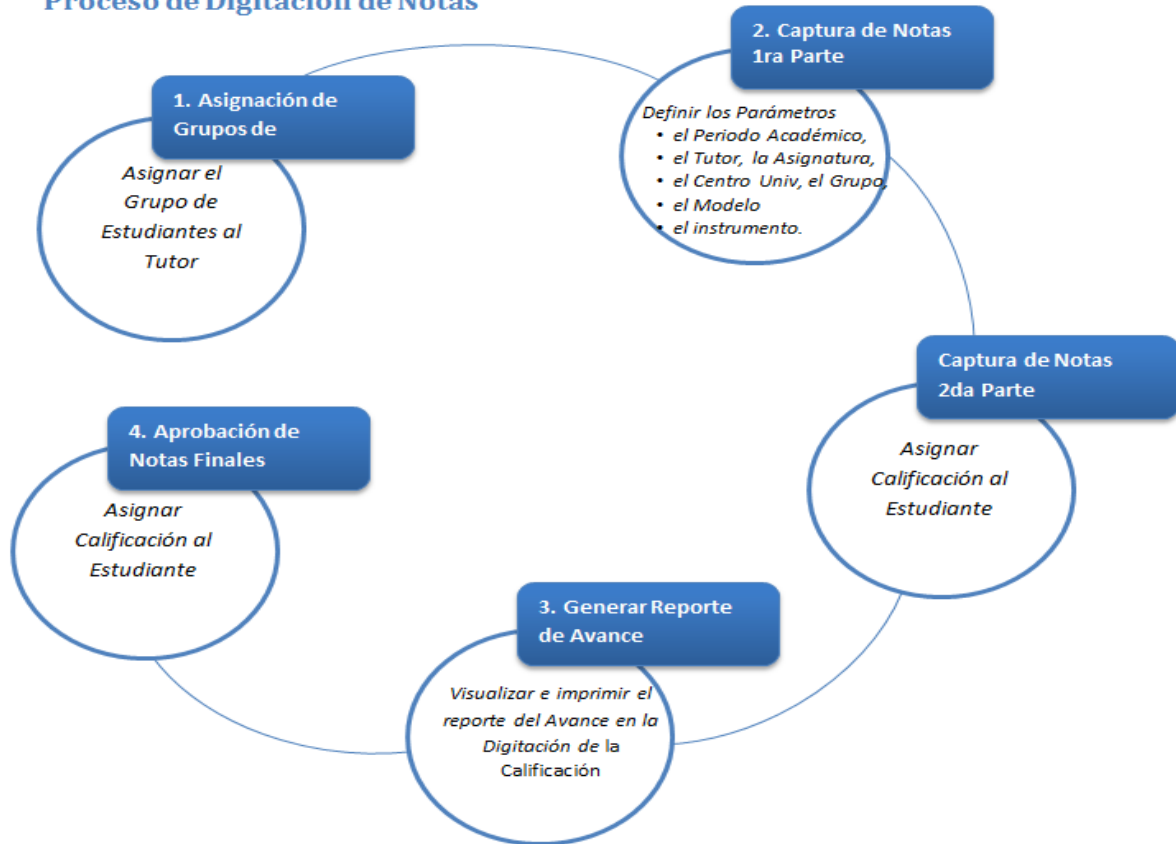 Proceso de Digitación de Notas
1. Asignación de
Grupos de
Asignar el
Grupo de
Estudiantes al
Tutor
2. Captura de Notas
1ra Parte
Definir los Parámetros
• el Periodo Académico,
• el Tutor, la Asignatura,
• el Centro Univ, el Grupo,
• el Modelo
• el instrumento.
Captura de Notas
2da Parte
Asignar
Calificación al
Estudiante
3. Generar Reporte
de Avance
Visualizar e imprimir el
reporte del Avance en la
Digitación de la
Calificación
4. Aprobación de
Notas Finales
Asignar
Calificación al
Estudiante